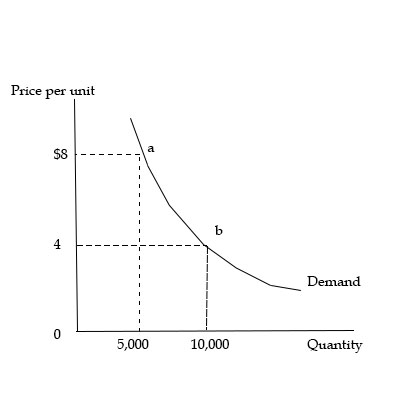 Price per unit
$8
a
b
4
Demand
0
5,000
10,000
Quantity